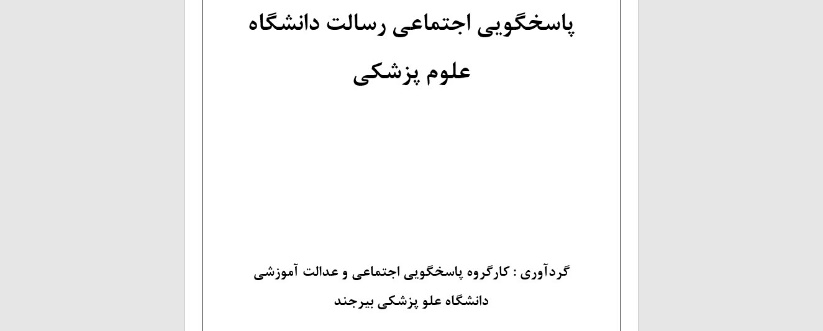 پاسخگویی اجتماعی رسالت دانشگاه
علوم پزشکی
گردآوری : کارگروه پاسخگویی اجتماعی و عدالت آموزشی
دانشگاه علو پزشکی بیرجند